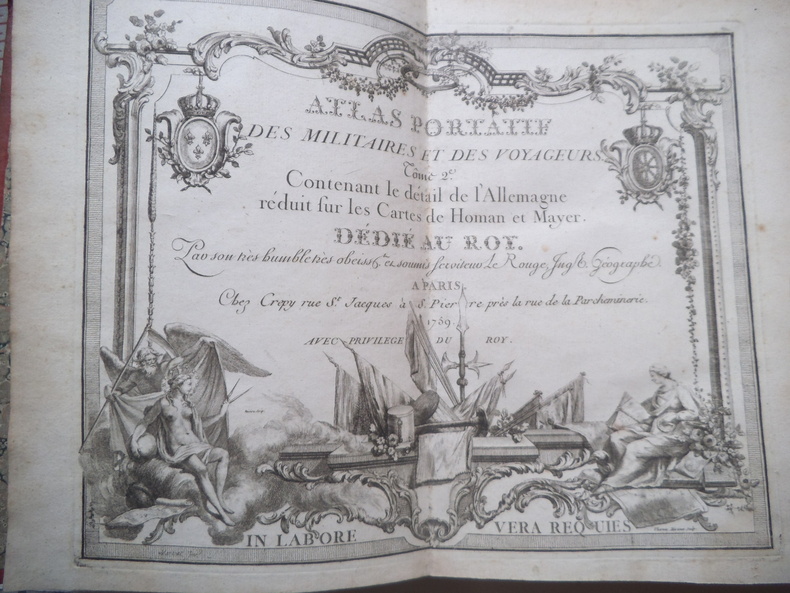 ATLAS PORTATIF
DES MILITAIRES ET DES VOYAGEURS
Tome 2e.
Contenant le détail de l'Allemagne
réduit sur les Cartes de Homan et Mayer.
DÉDIÉ AU ROY.
Par son très humble très obeiss.t et soumis serviteur Le Rouge Ing.r Géographe.
A PARIS,
Chez Crepy rue St Jacques à S. Pierre près la rue de la Parcheminerie.
1759
AVEC PRIVILEGE DU ROY.
IN LABORE VERA REQUIES